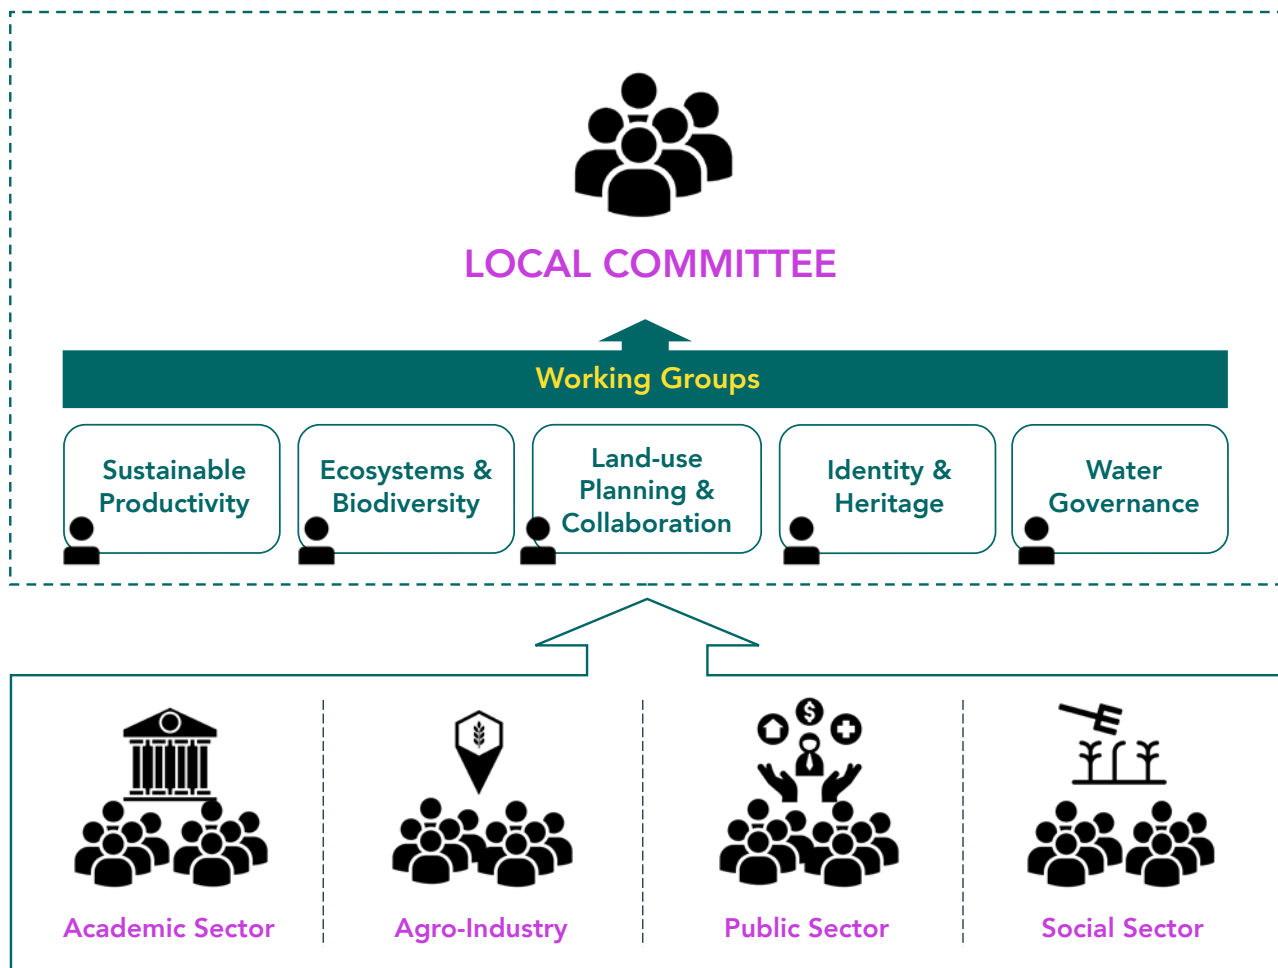 LOCAL COMMITTEE
Working Groups
Sustainable
Productivity
Ecosystems &
Biodiversity
Land-use
Planning &
Collaboration
Identity &
Heritage
Water
Governance
$
Academic Sector
Agro-Industry
Public Sector
Social Sector